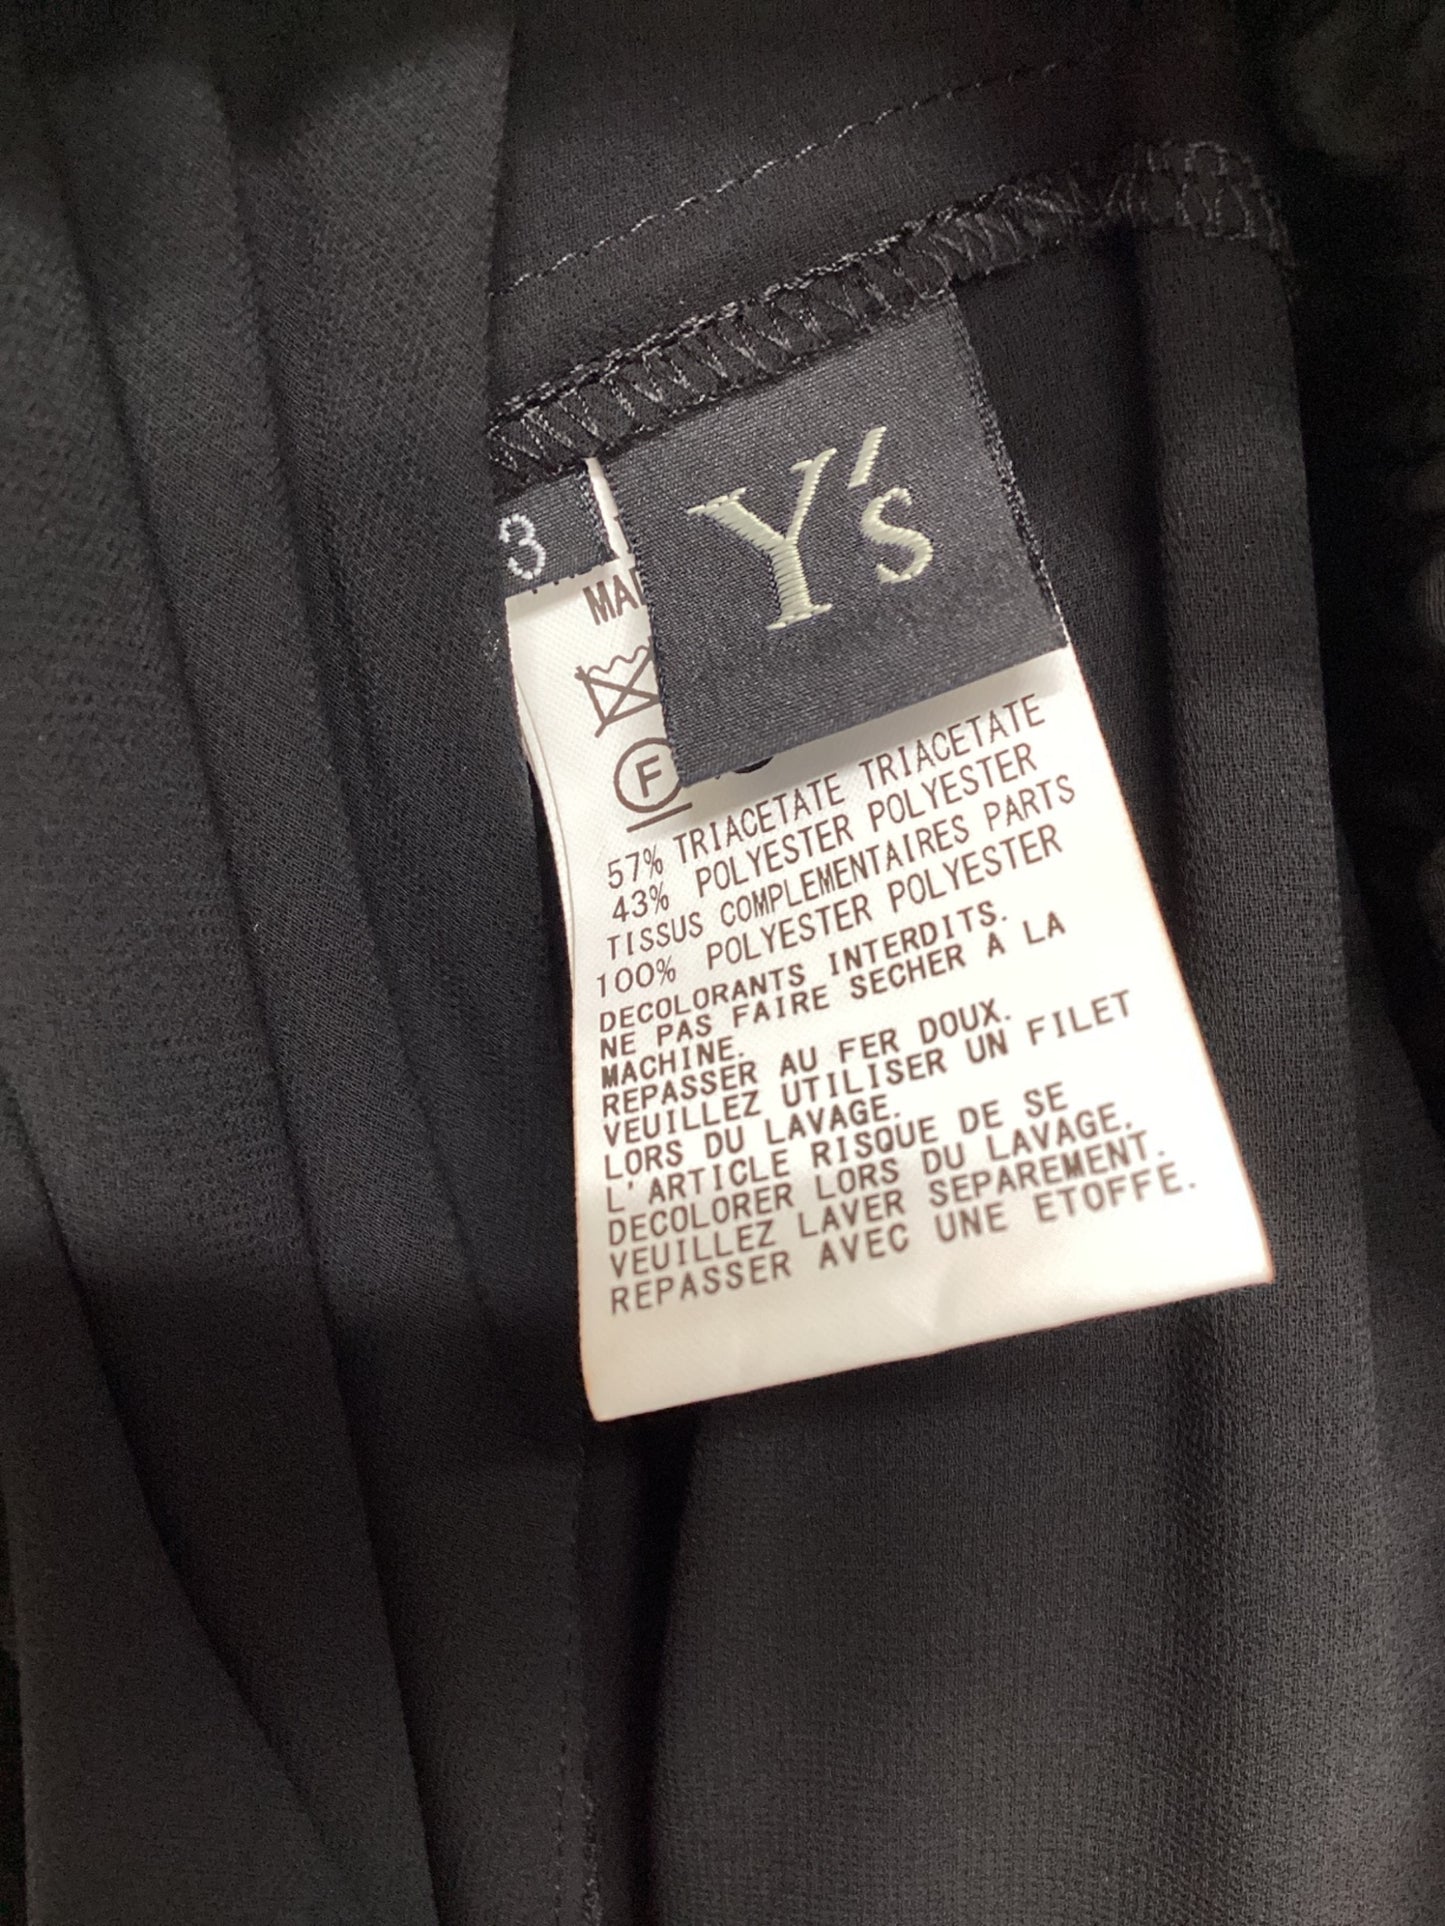 Y's
3
F
57% TRIACETATE TRIACETATE
43% POLYESTER POLYESTER
TISSUS COMPLEMENTAIRES PARTS
100% POLYESTER POLYESTER
DECOLORANTS INTERDITS.
NE PAS FAIRE SECHER A LA
MACHINE.
REPASSER AU FER DOUX.
VEUILLEZ UTILISER UN FILET
LORS DU LAVAGE.
L'ARTICLE RISQUE DE SE
DECOLORER LORS DU LAVAGE.
VEUILLEZ LAVER SEPAREMENT.
REPASSER AVEC UNE ETOFFE.